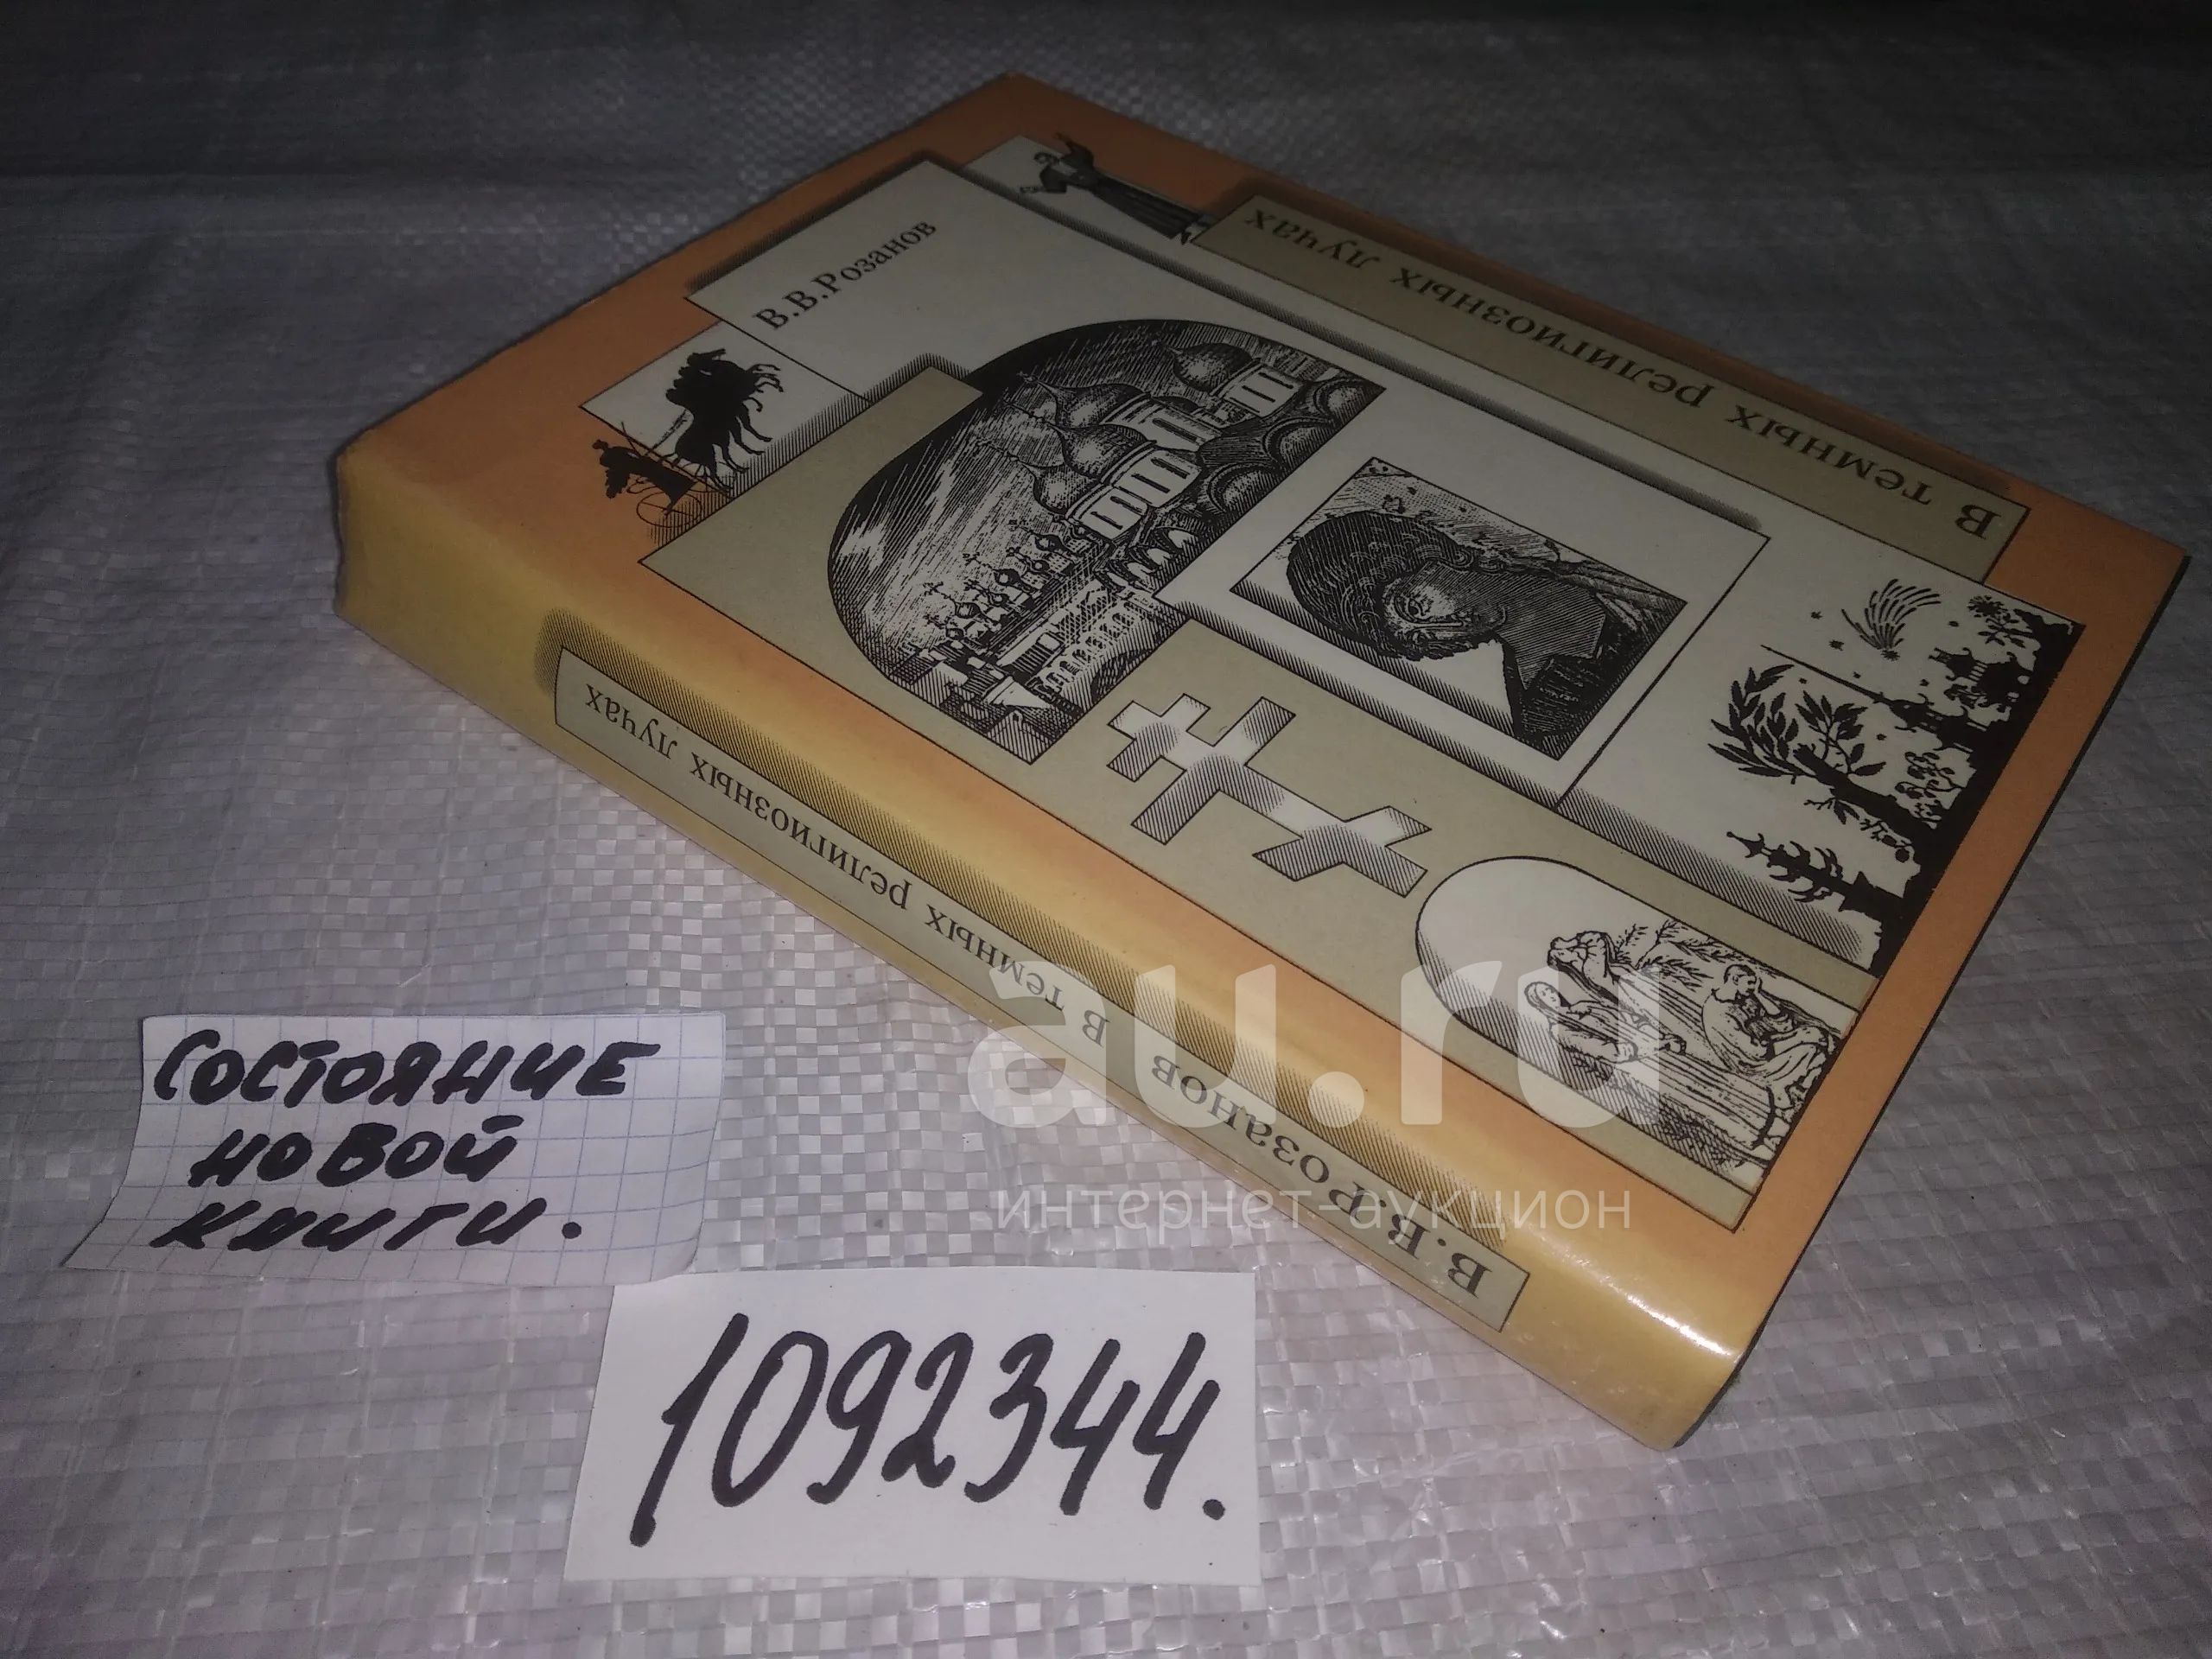 В.В.Розанов
В темных религиозных лучах
В.В.Розанов В темных религиозных лучах
au.ru
интернет-аукцион
СОСТОЯНИЕ
НОВОЙ
КНИГИ.
1092344.